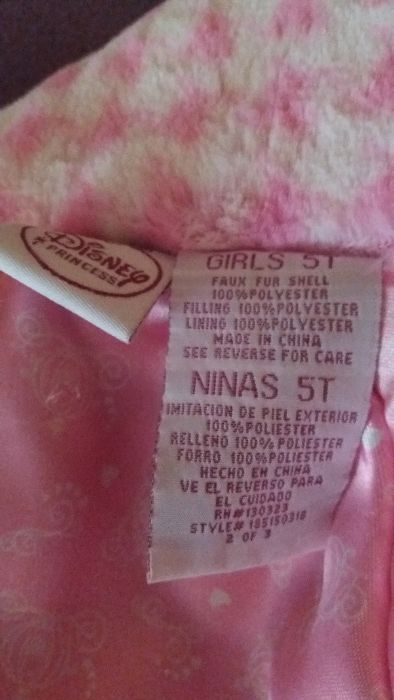 DISNEY
PRINCESS
GIRLS 5T
FAUX FUR SHELL
100%POLYESTER
FILLING 100%POLYESTER
LINING 100%POLYESTER
MADE IN CHINA
SEE REVERSE FOR CARE
NINAS 5T
IMITACION DE PIEL EXTERIOR
100%POLIESTER
RELLENO 100%POLIESTER
FORRO 100%POLIESTER
HECHO EN CHINA
VE EL REVERSO PARA
EL CUIDADO
RN#130323
STYLE# 185150318
2 OF 3